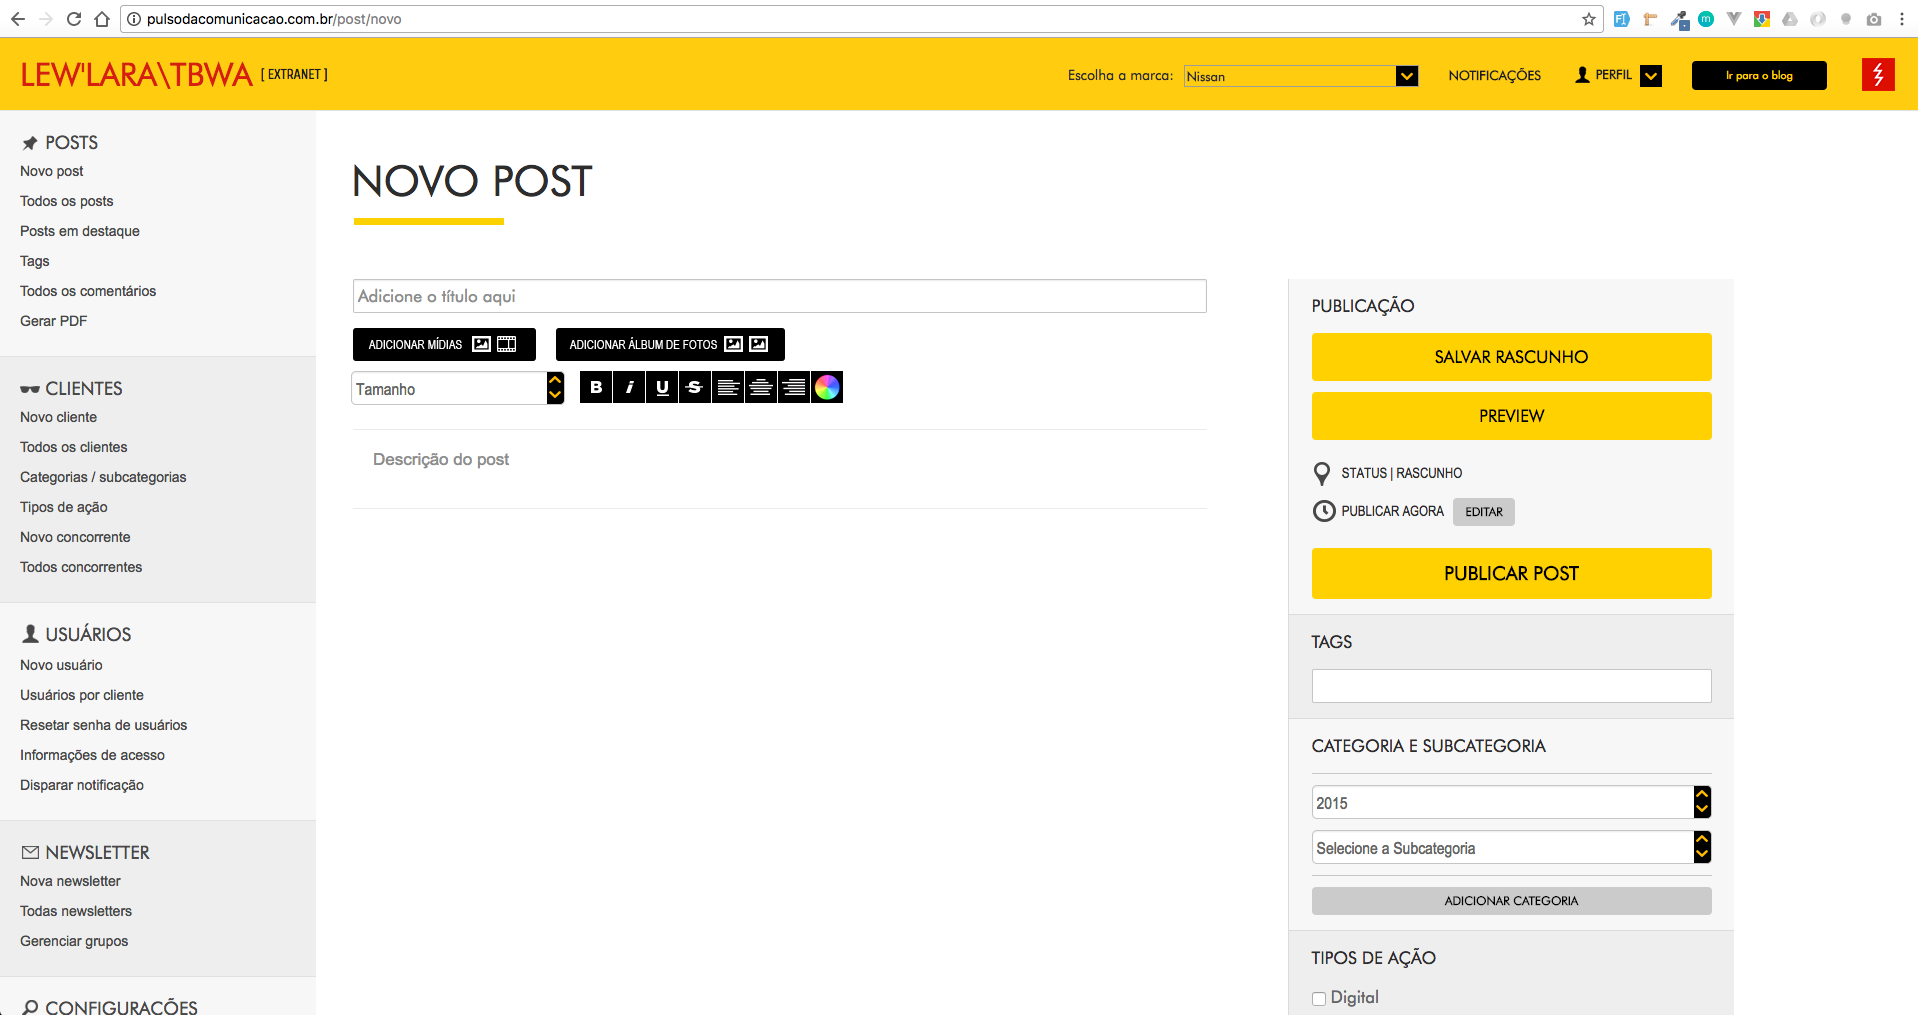 pulsodacomunicacao.com.br/post/novo
LEW'LARA\TBWA [ EXTRANET ]
Escolha a marca: Nissan
NOTIFICAÇÕES
PERFIL
Ir para o blog
POSTS
Novo post
Todos os posts
Posts em destaque
Tags
Todos os comentários
Gerar PDF
CLIENTES
Novo cliente
Todos os clientes
Categorias / subcategorias
Tipos de ação
Novo concorrente
Todos concorrentes
USUÁRIOS
Novo usuário
Usuários por cliente
Resetar senha de usuários
Informações de acesso
Disparar notificação
NEWSLETTER
Nova newsletter
Todas newsletters
Gerenciar grupos
CONFIGURAÇÕES
NOVO POST
Adicione o título aqui
ADICIONAR MÍDIAS
ADICIONAR ÁLBUM DE FOTOS
Tamanho
B i U S
Descrição do post
PUBLICAÇÃO
SALVAR RASCUNHO
PREVIEW
STATUS | RASCUNHO
PUBLICAR AGORA EDITAR
PUBLICAR POST
TAGS
CATEGORIA E SUBCATEGORIA
2015
Selecione a Subcategoria
ADICIONAR CATEGORIA
TIPOS DE AÇÃO
Digital